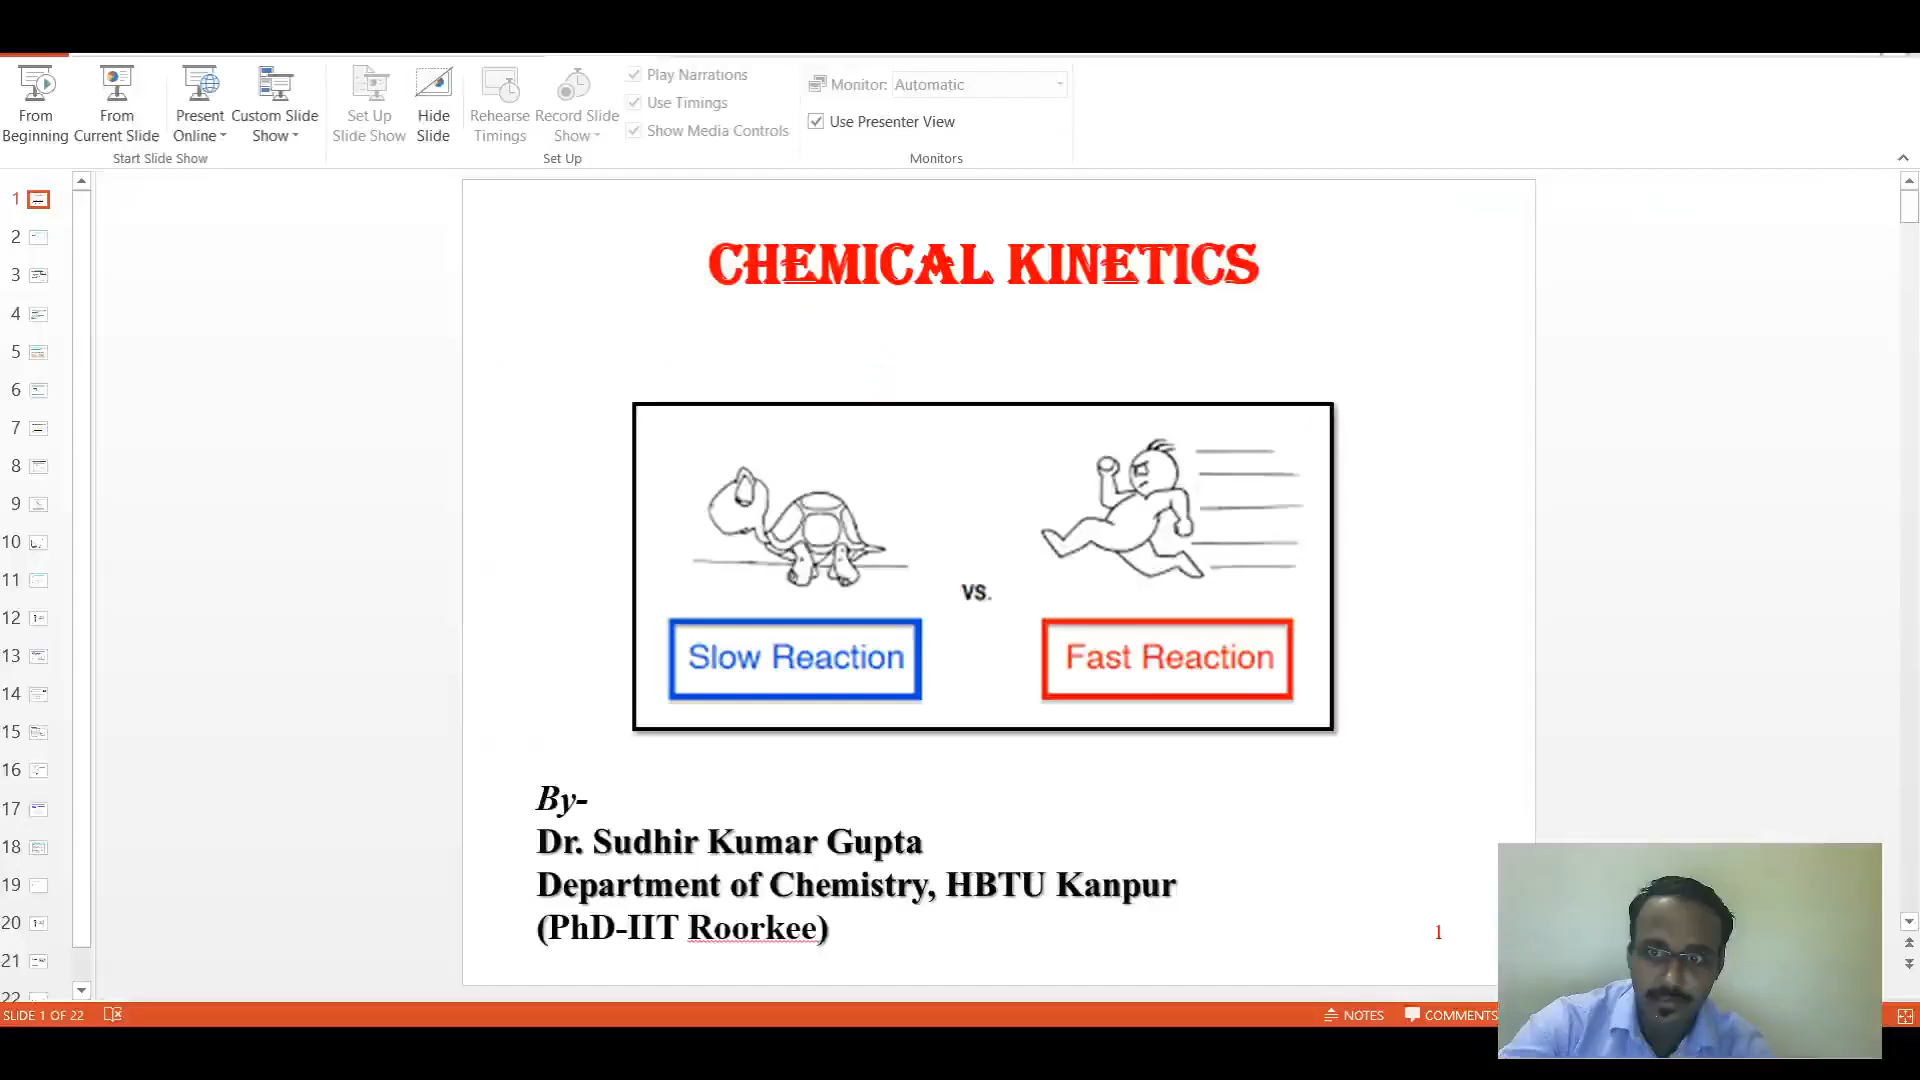 From Beginning
From Current Slide
Present Online
Custom Slide Show
Start Slide Show
Set Up Slide Show
Hide Slide
Rehearse Timings
Record Slide Show
Play Narrations
Use Timings
Show Media Controls
Set Up
Monitor: Automatic
Use Presenter View
Monitors
1
2
3
4
5
6
7
8
9
10
11
12
13
14
15
16
17
18
19
20
21
22
CHEMICAL KINETICS
vs.
Slow Reaction
Fast Reaction
By-
Dr. Sudhir Kumar Gupta
Department of Chemistry, HBTU Kanpur
(PhD-IIT Roorkee)
1
SLIDE 1 OF 22
NOTES
COMMENTS